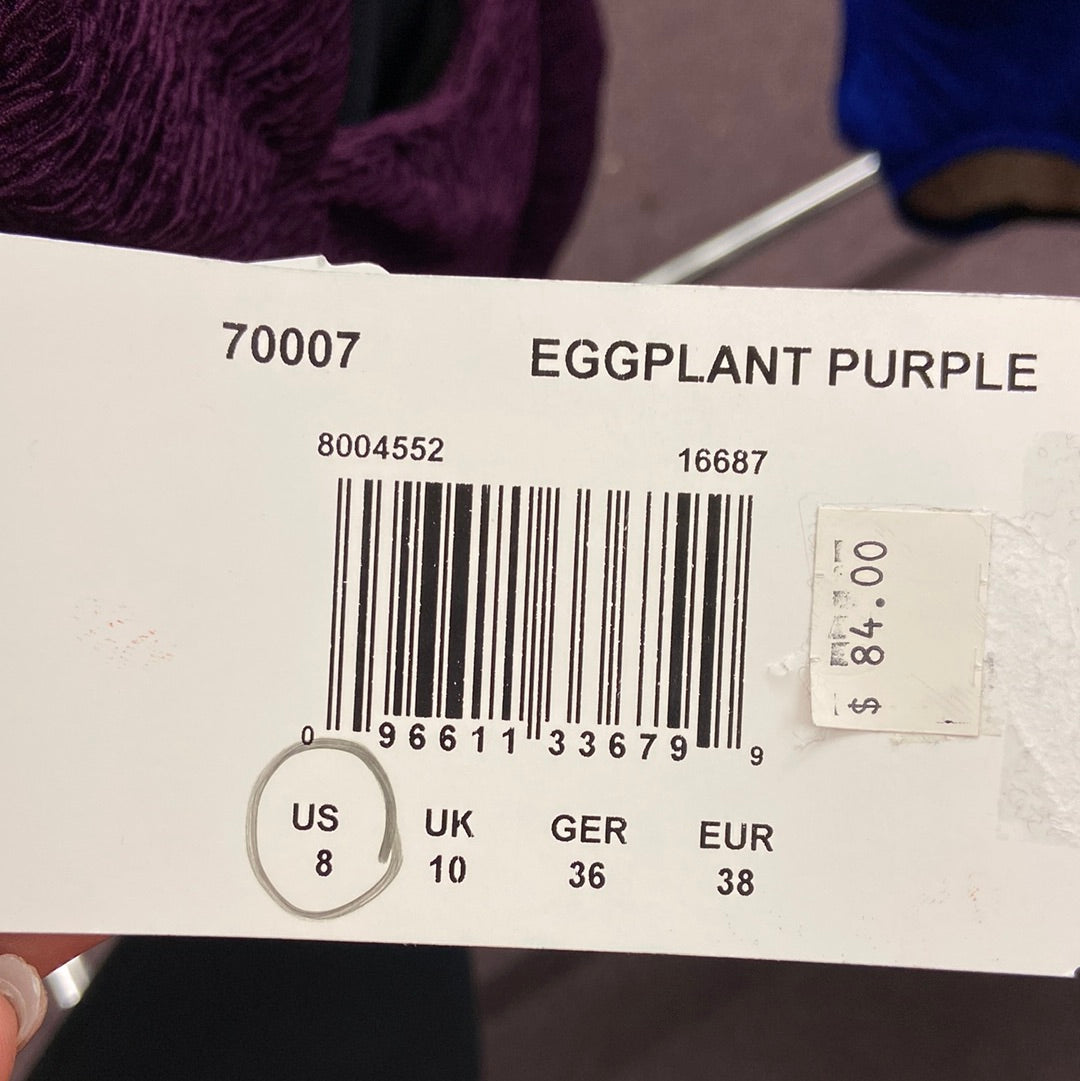 70007 EGGPLANT PURPLE
8004552 16687
0 96611 33679 9
$ 84.00
US UK GER EUR
8 10 36 38